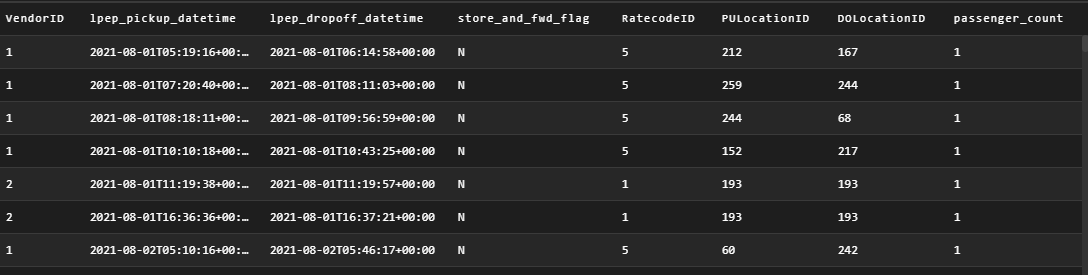 VendorID lpep_pickup_datetime lpep_dropoff_datetime store_and_fwd_flag RatecodeID PULocationID DOLocationID passenger_count
1 2021-08-01T05:19:16+00:… 2021-08-01T06:14:58+00:00 N 5 212 167 1
1 2021-08-01T07:20:40+00:… 2021-08-01T08:11:03+00:00 N 5 259 244 1
1 2021-08-01T08:18:11+00:… 2021-08-01T09:56:59+00:00 N 5 244 68 1
1 2021-08-01T10:10:18+00:… 2021-08-01T10:43:25+00:00 N 5 152 217 1
2 2021-08-01T11:19:38+00:… 2021-08-01T11:19:57+00:00 N 1 193 193 1
2 2021-08-01T16:36:36+00:… 2021-08-01T16:37:21+00:00 N 1 193 193 1
1 2021-08-02T05:10:16+00:… 2021-08-02T05:46:17+00:00 N 5 60 242 1